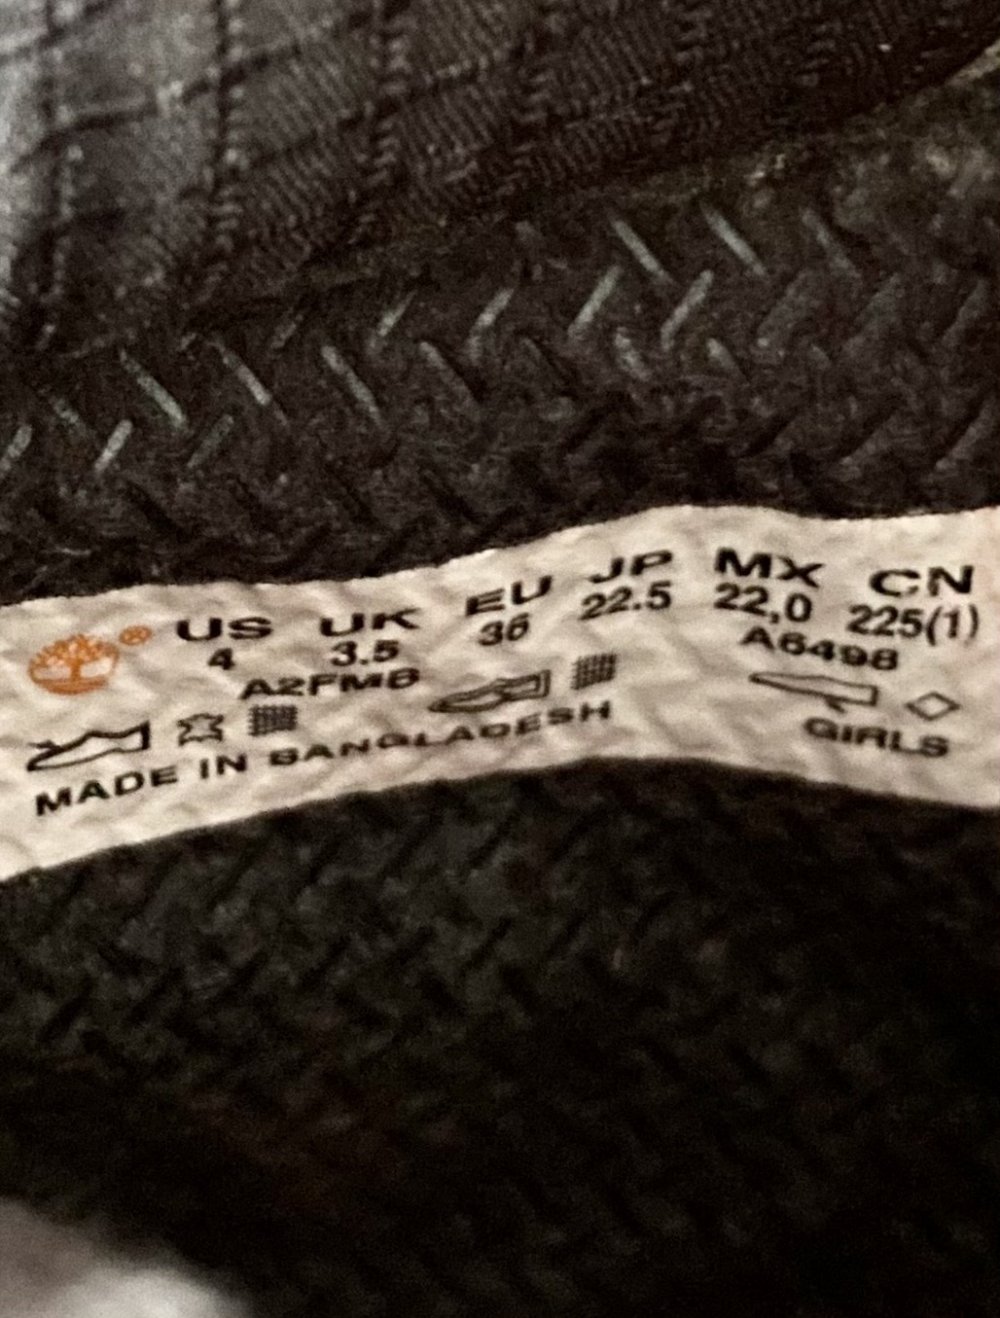 US UK EU JP MX CN
4 3.5 36 22.5 22,0 225(1)
A2FM8 A6498
MADE IN BANGLADESH GIRLS